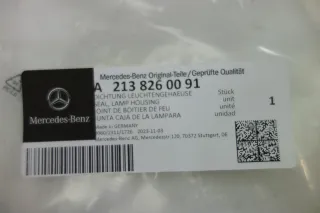 Mercedes-Benz Original-Teile/Geprüfte Qualität
A 213 826 00 91
DICHTUNG LEUCHTENGEHAEUSE
SEAL, LAMP HOUSING
JOINT DE BOITIER DE FEU
JUNTA CAJA DE LA LAMPARA
Stück
unit
unité
unidad
1
Made in GERMANY
Mercedes-Benz AG, Mercedesstr. 120, 70372 Stuttgart, DE
Mercedes-Benz